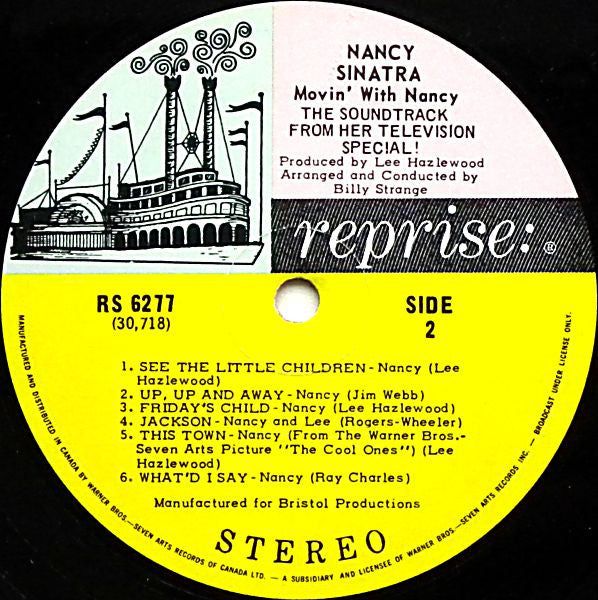 NANCY
SINATRA
Movin' With Nancy
THE SOUNDTRACK
FROM HER TELEVISION
SPECIAL!
Produced by Lee Hazlewood
Arranged and Conducted by
Billy Strange
reprise: ®
RS 6277
(30,718)
SIDE
2
1. SEE THE LITTLE CHILDREN - Nancy (Lee
Hazlewood)
2. UP, UP AND AWAY - Nancy (Jim Webb)
3. FRIDAY'S CHILD - Nancy (Lee Hazlewood)
4. JACKSON - Nancy and Lee (Rogers-Wheeler)
5. THIS TOWN - Nancy (From The Warner Bros.-
Seven Arts Picture "The Cool Ones") (Lee
Hazlewood)
6. WHAT'D I SAY - Nancy (Ray Charles)
Manufactured for Bristol Productions
STEREO
MANUFACTURED AND DISTRIBUTED IN CANADA BY WARNER BROS.—SEVEN ARTS RECORDS OF CANADA LTD. — A SUBSIDIARY AND LICENSEE OF WARNER BROS.—SEVEN ARTS RECORDS INC. — BROADCAST UNDER LICENSE ONLY.